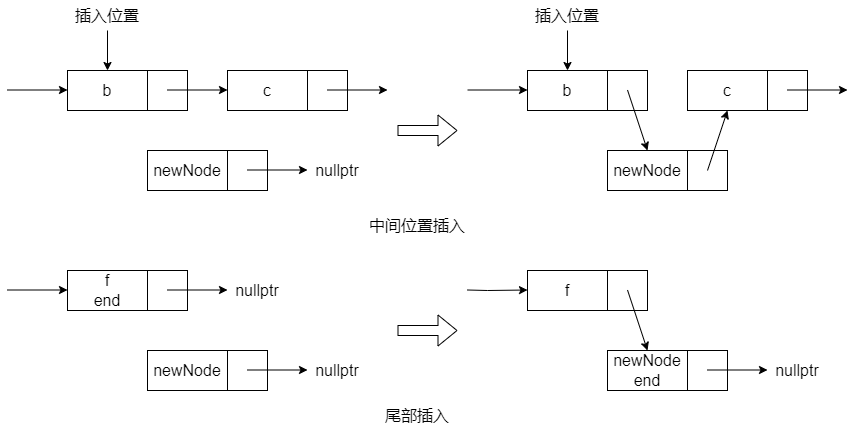 插入位置
插入位置
b
c
b
c
newNode
nullptr
newNode
中间位置插入
f
end
nullptr
f
newNode
nullptr
newNode
end
nullptr
尾部插入